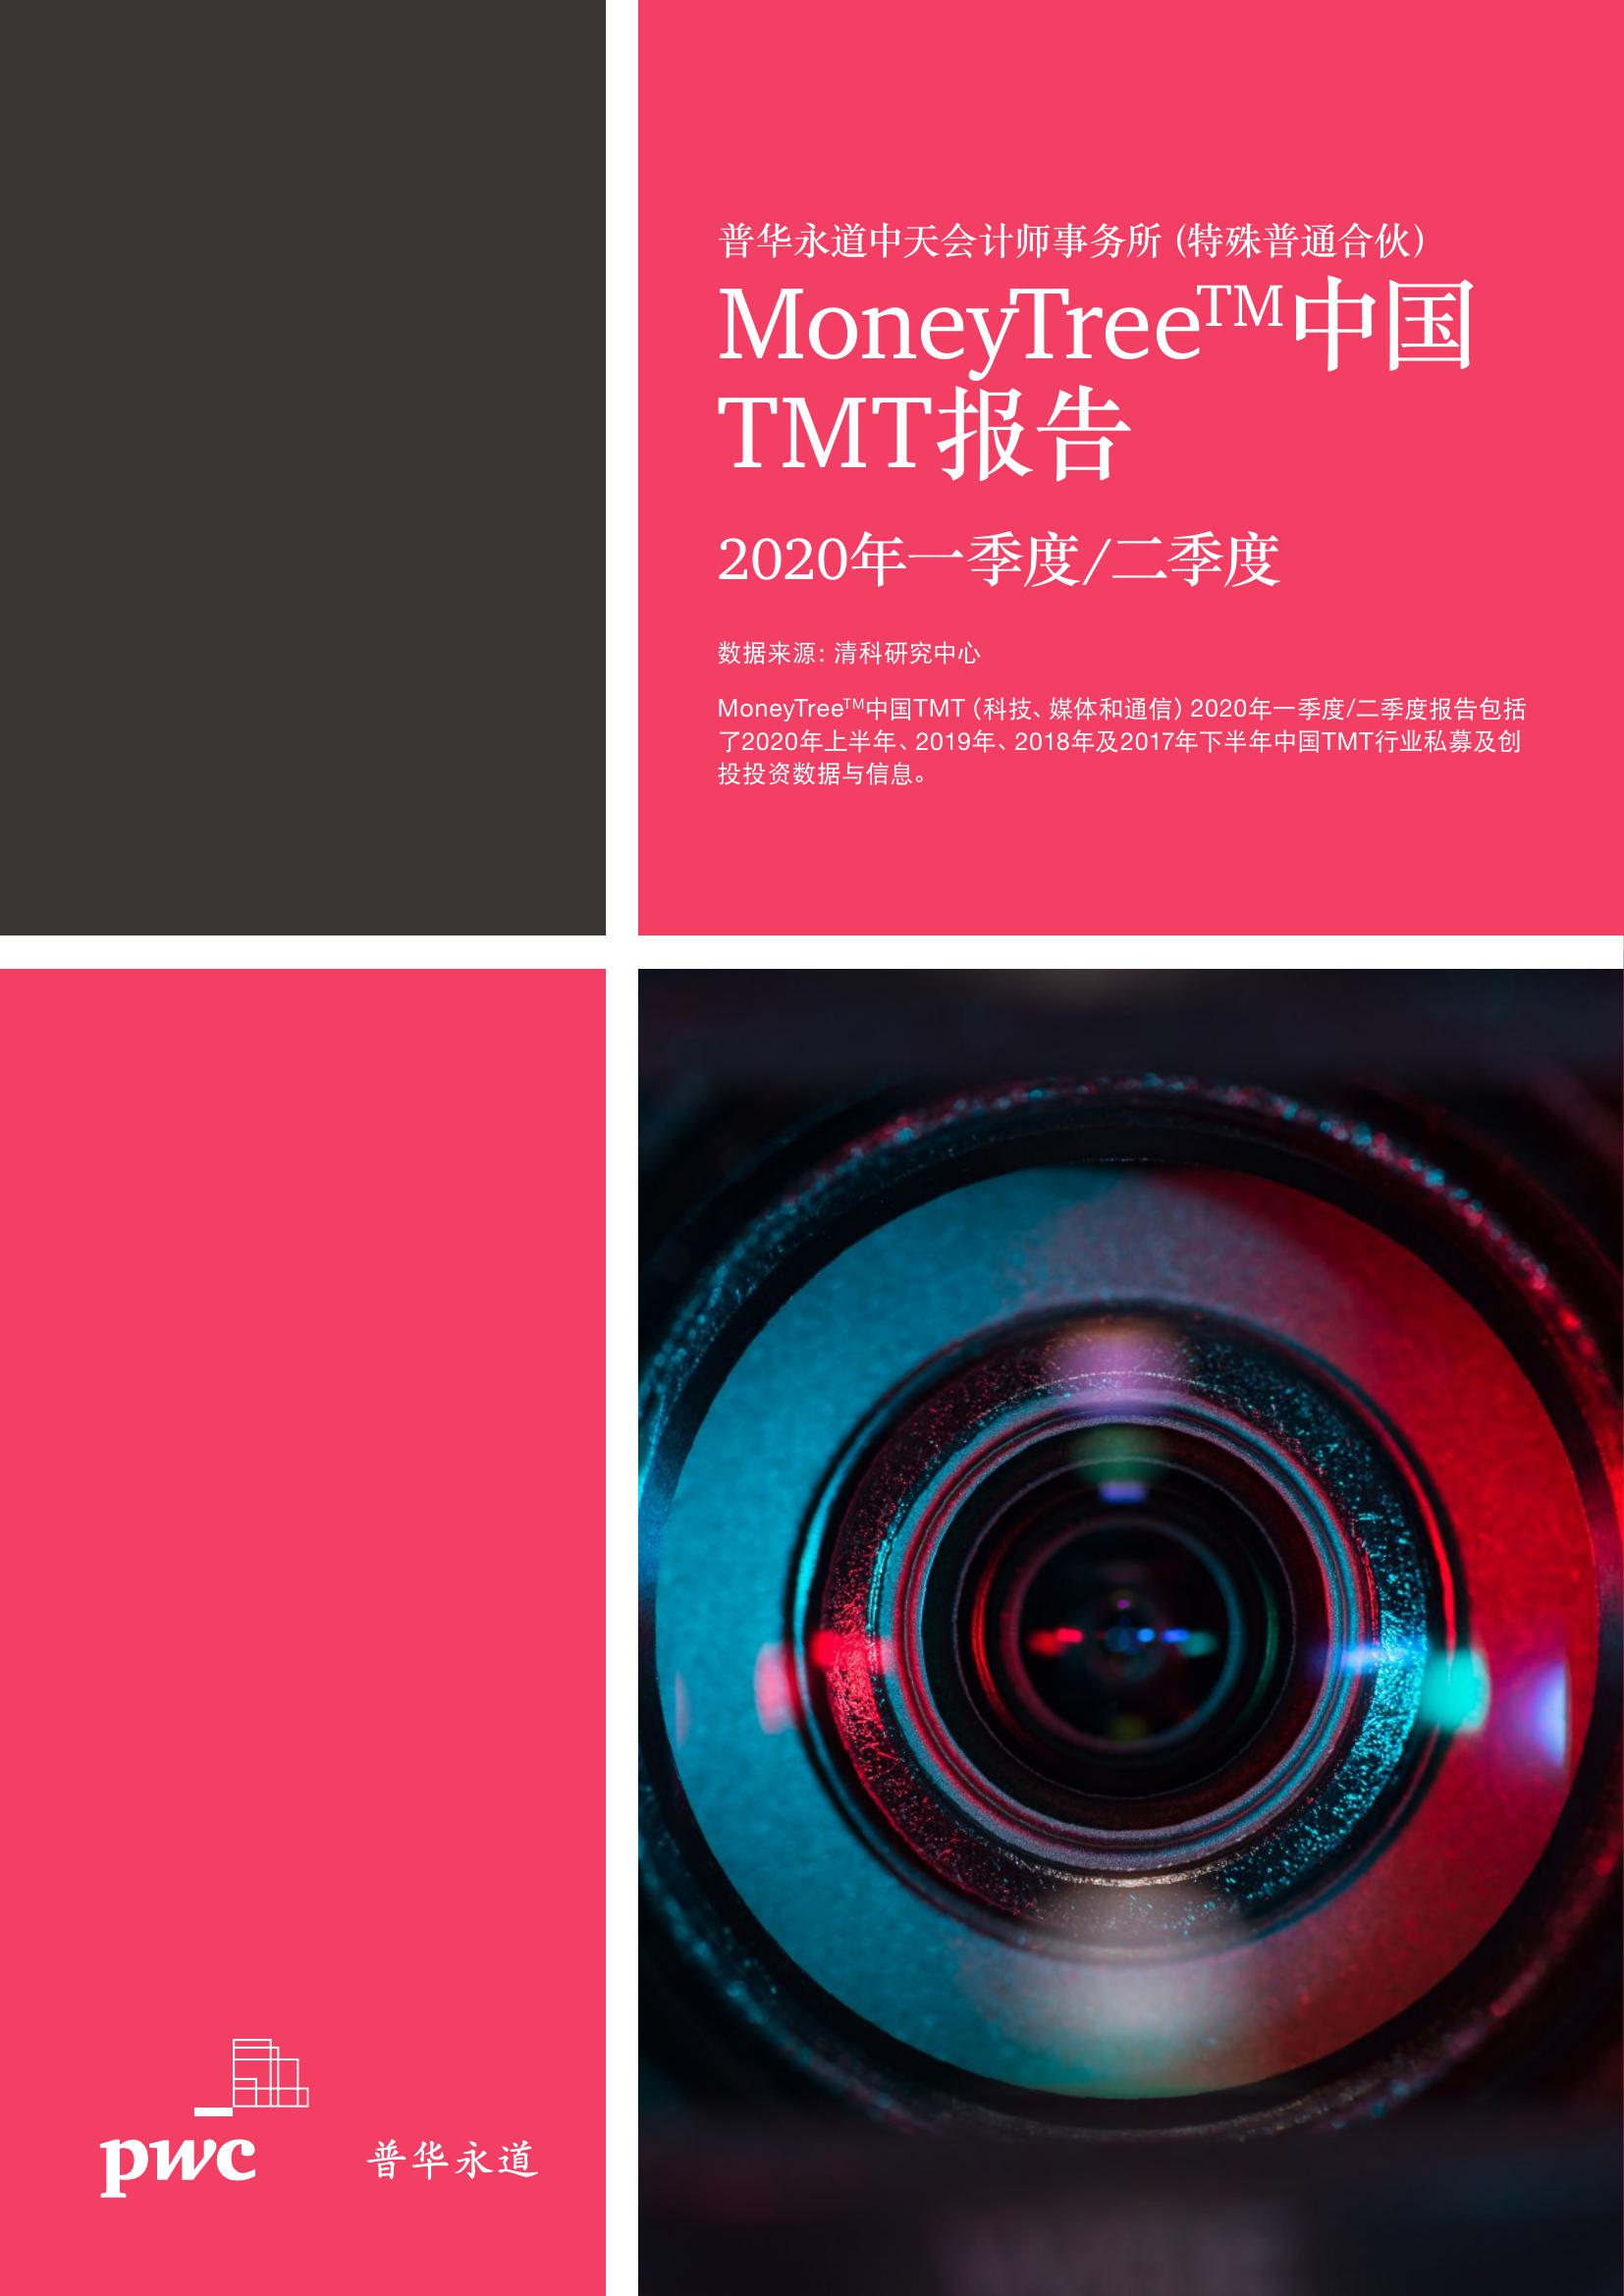 普华永道中天会计师事务所 (特殊普通合伙)
MoneyTree™中国
TMT报告
2020年一季度/二季度
数据来源: 清科研究中心
MoneyTree™中国TMT (科技、媒体和通信) 2020年一季度/二季度报告包括
了2020年上半年、2019年、2018年及2017年下半年中国TMT行业私募及创
投投资数据与信息。
pwc
普华永道